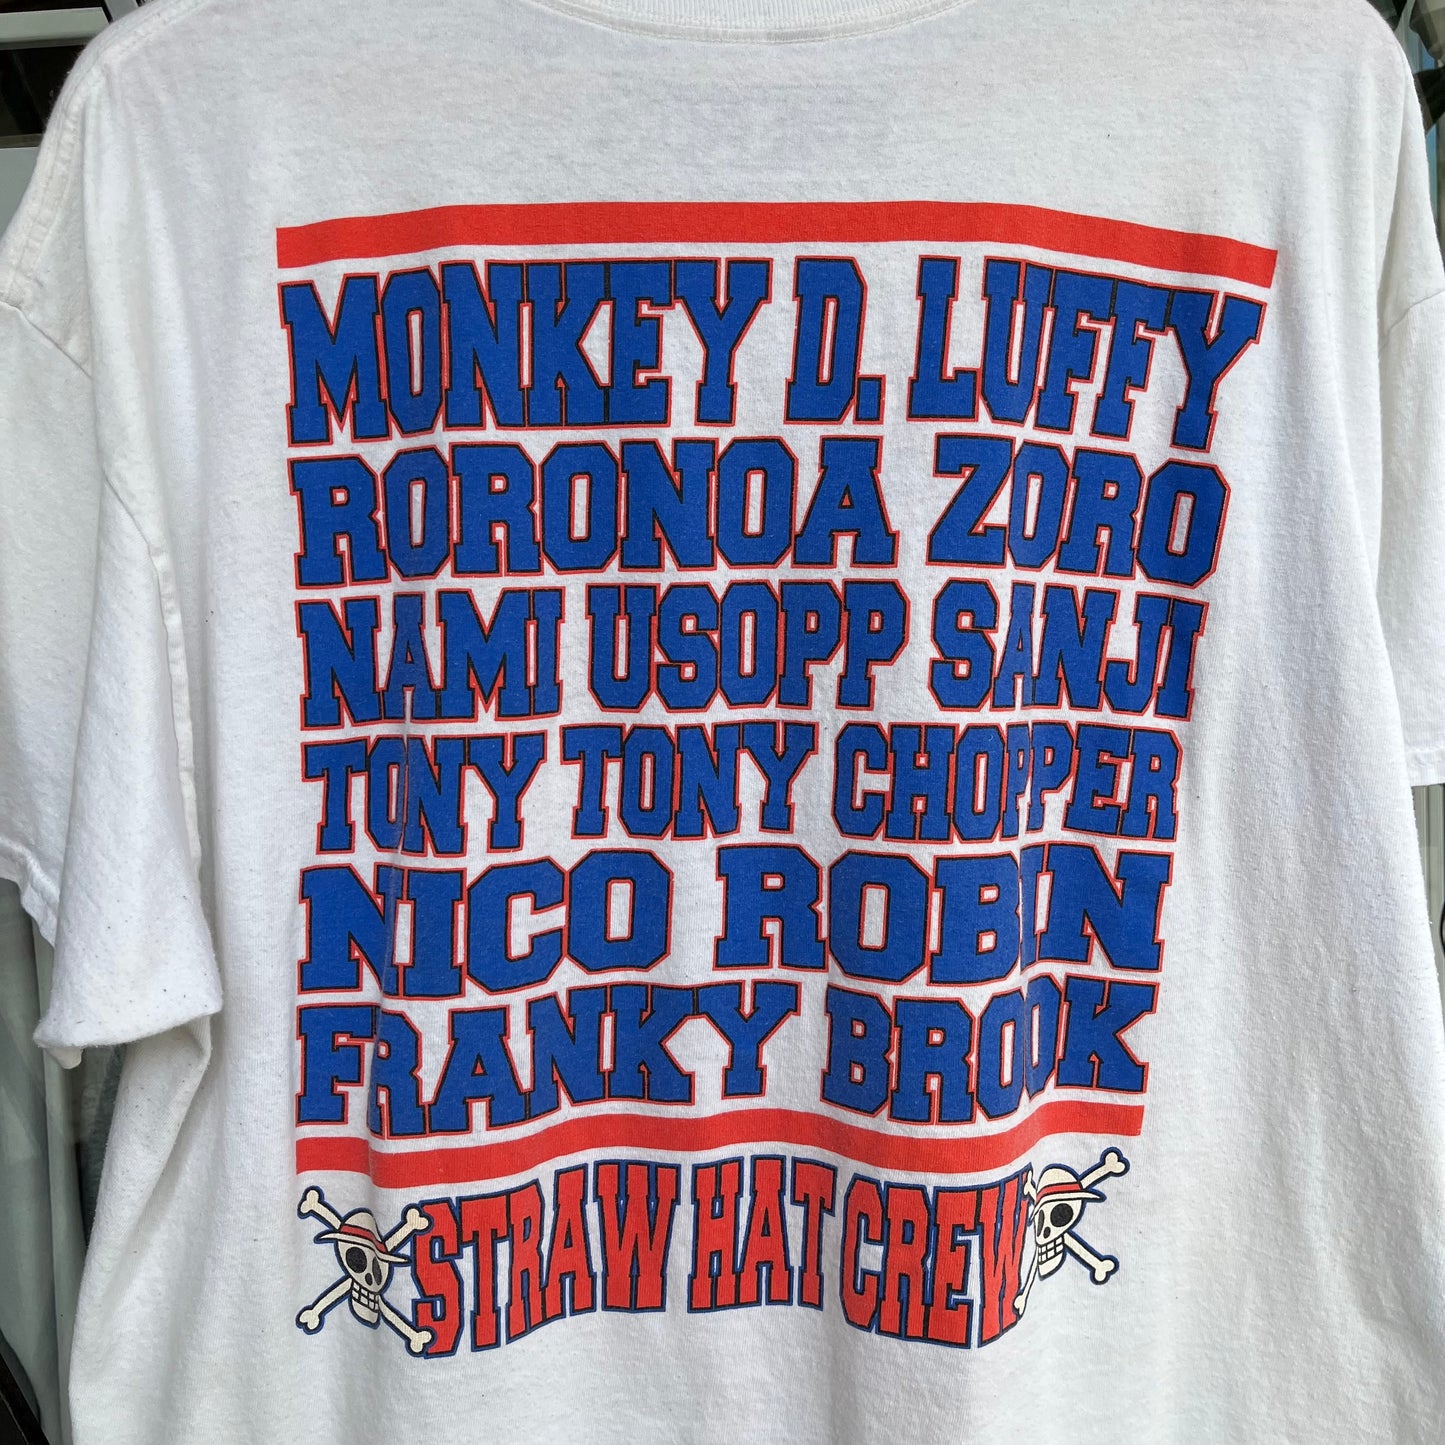 MONKEY D. LUFFY
RORONOA ZORO
NAMI USOPP SANJI
TONY TONY CHOPPER
NICO ROBIN
FRANKY BROOK
STRAW HAT CREW